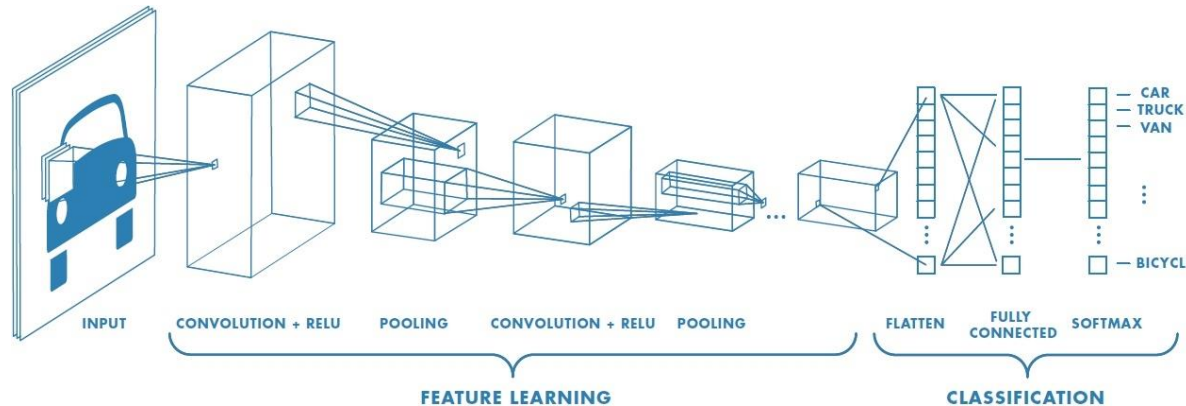 CAR
TRUCK
VAN
BICYCL
INPUT
CONVOLUTION + RELU
POOLING
CONVOLUTION + RELU
POOLING
FLATTEN
FULLY
CONNECTED
SOFTMAX
FEATURE LEARNING
CLASSIFICATION